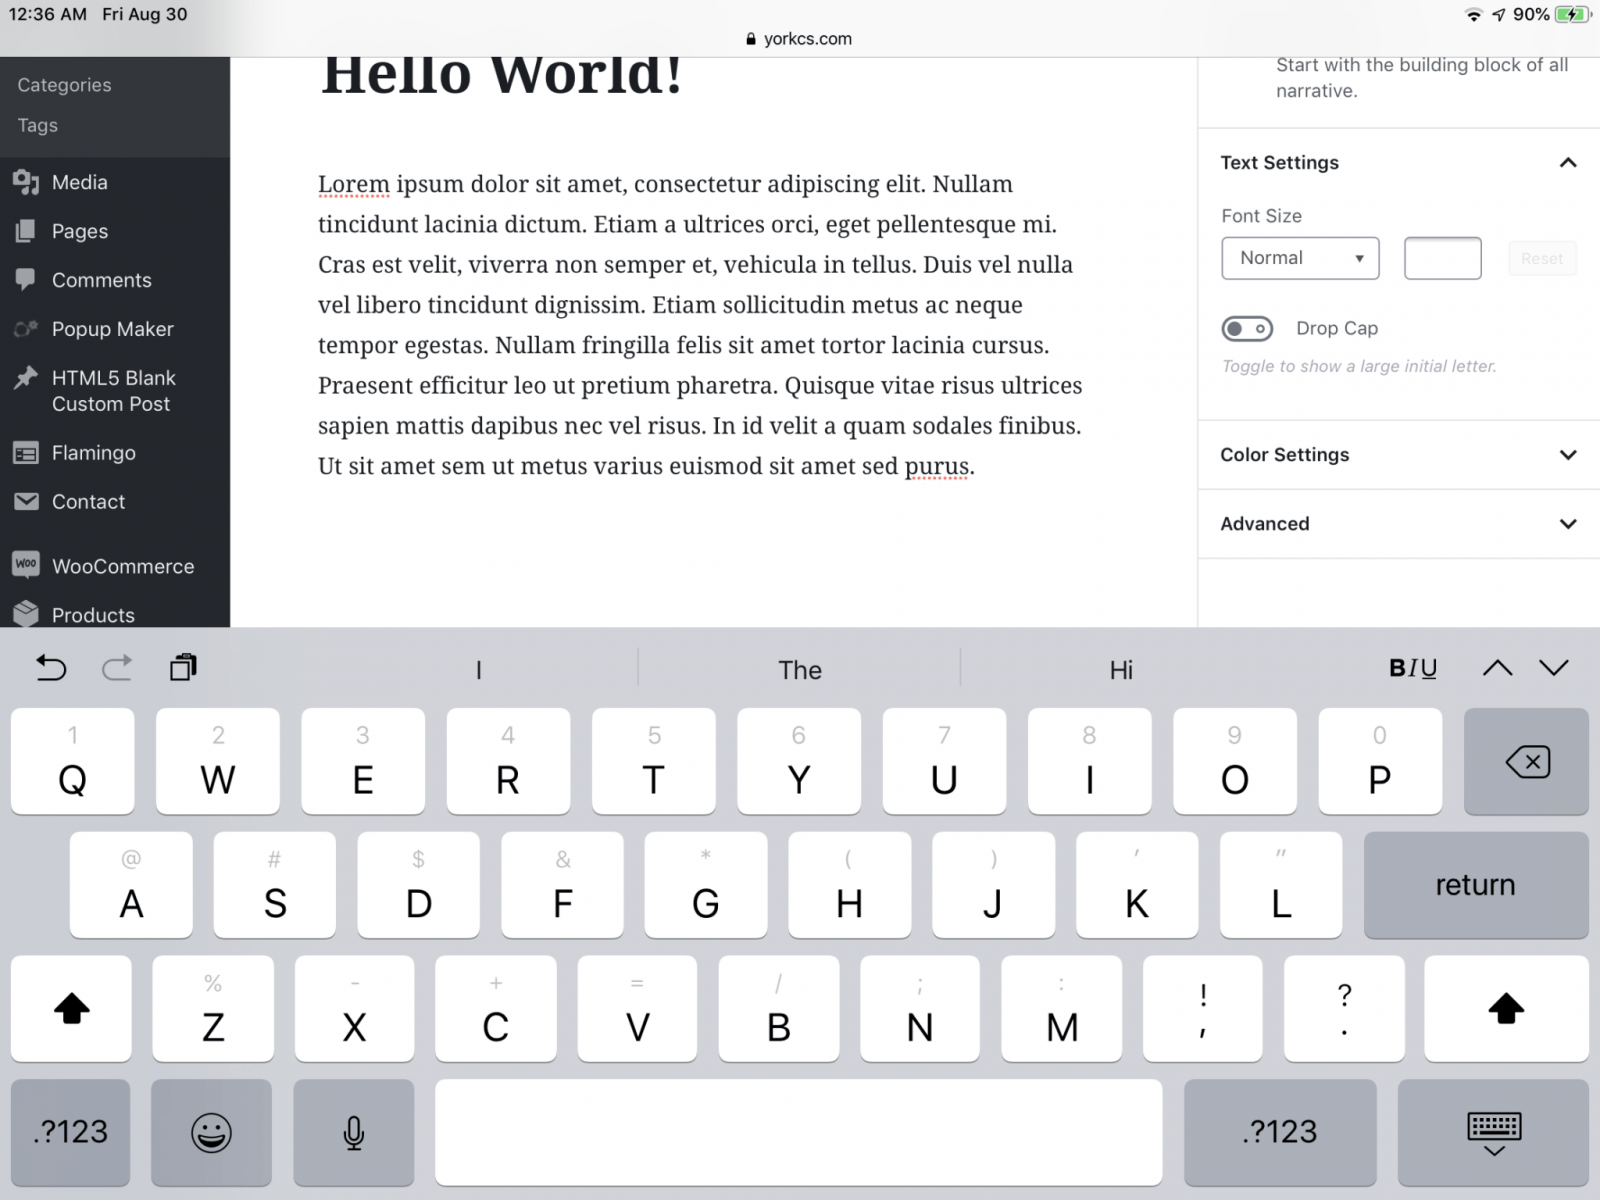 12:36 AM Fri Aug 30
90%
yorkcs.com
Categories
Tags
Media
Pages
Comments
Popup Maker
HTML5 Blank
Custom Post
Flamingo
Contact
Woo
WooCommerce
Products
Hello World!
Lorem ipsum dolor sit amet, consectetur adipiscing elit. Nullam
tincidunt lacinia dictum. Etiam a ultrices orci, eget pellentesque mi.
Cras est velit, viverra non semper et, vehicula in tellus. Duis vel nulla
vel libero tincidunt dignissim. Etiam sollicitudin metus ac neque
tempor egestas. Nullam fringilla felis sit amet tortor lacinia cursus.
Praesent efficitur leo ut pretium pharetra. Quisque vitae risus ultrices
sapien mattis dapibus nec vel risus. In id velit a quam sodales finibus.
Ut sit amet sem ut metus varius euismod sit amet sed purus.
Start with the building block of all
narrative.
Text Settings
Font Size
Normal
Reset
Drop Cap
Toggle to show a large initial letter.
Color Settings
Advanced
I The Hi BIU
1 2 3 4 5 6 7 8 9 0
Q W E R T Y U I O P
@ # $ & * ( ) ' "
A S D F G H J K L return
% - + = / ; : ! ?
Z X C V B N M , .
.?123 .?123